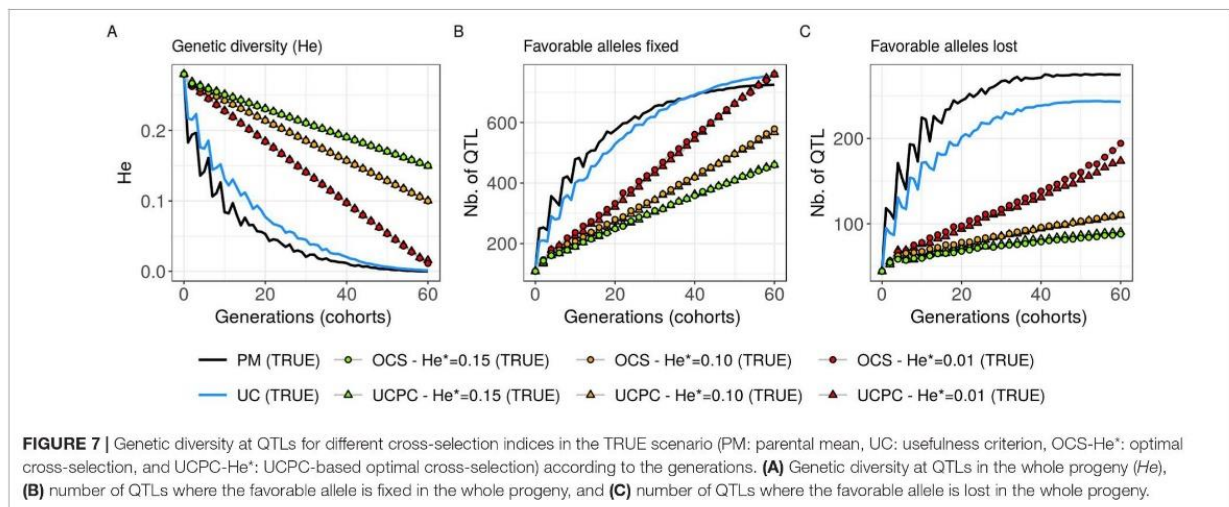 A
Genetic diversity (He)
B
Favorable alleles fixed
C
Favorable alleles lost
He
0.2
0.1
0.0
0
20
40
60
Generations (cohorts)
Nb. of QTL
600
400
200
0
20
40
60
Generations (cohorts)
Nb. of QTL
200
100
0
20
40
60
Generations (cohorts)
PM (TRUE)
OCS - He*=0.15 (TRUE)
OCS - He*=0.10 (TRUE)
OCS - He*=0.01 (TRUE)
UC (TRUE)
UCPC - He*=0.15 (TRUE)
UCPC - He*=0.10 (TRUE)
UCPC - He*=0.01 (TRUE)
FIGURE 7 | Genetic diversity at QTLs for different cross-selection indices in the TRUE scenario (PM: parental mean, UC: usefulness criterion, OCS-He*: optimal
cross-selection, and UCPC-He*: UCPC-based optimal cross-selection) according to the generations. (A) Genetic diversity at QTLs in the whole progeny (He),
(B) number of QTLs where the favorable allele is fixed in the whole progeny, and (C) number of QTLs where the favorable allele is lost in the whole progeny.